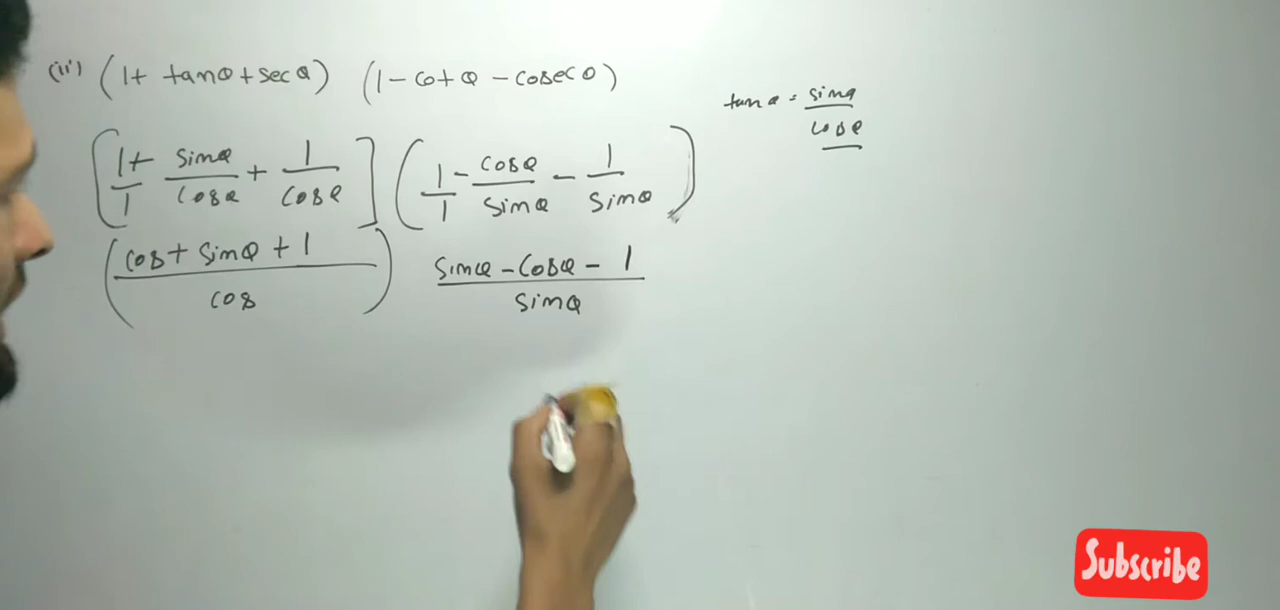 (ii) (1+ tanθ + secθ) (1 - cotθ - cosecθ)
tanθ = sinθ/cosθ
[1/1 + sinθ/cosθ + 1/cosθ] (1/1 - cosθ/sinθ - 1/sinθ)
((cos + sinθ + 1)/cos) (sinθ - cosθ - 1)/sinθ
Subscribe